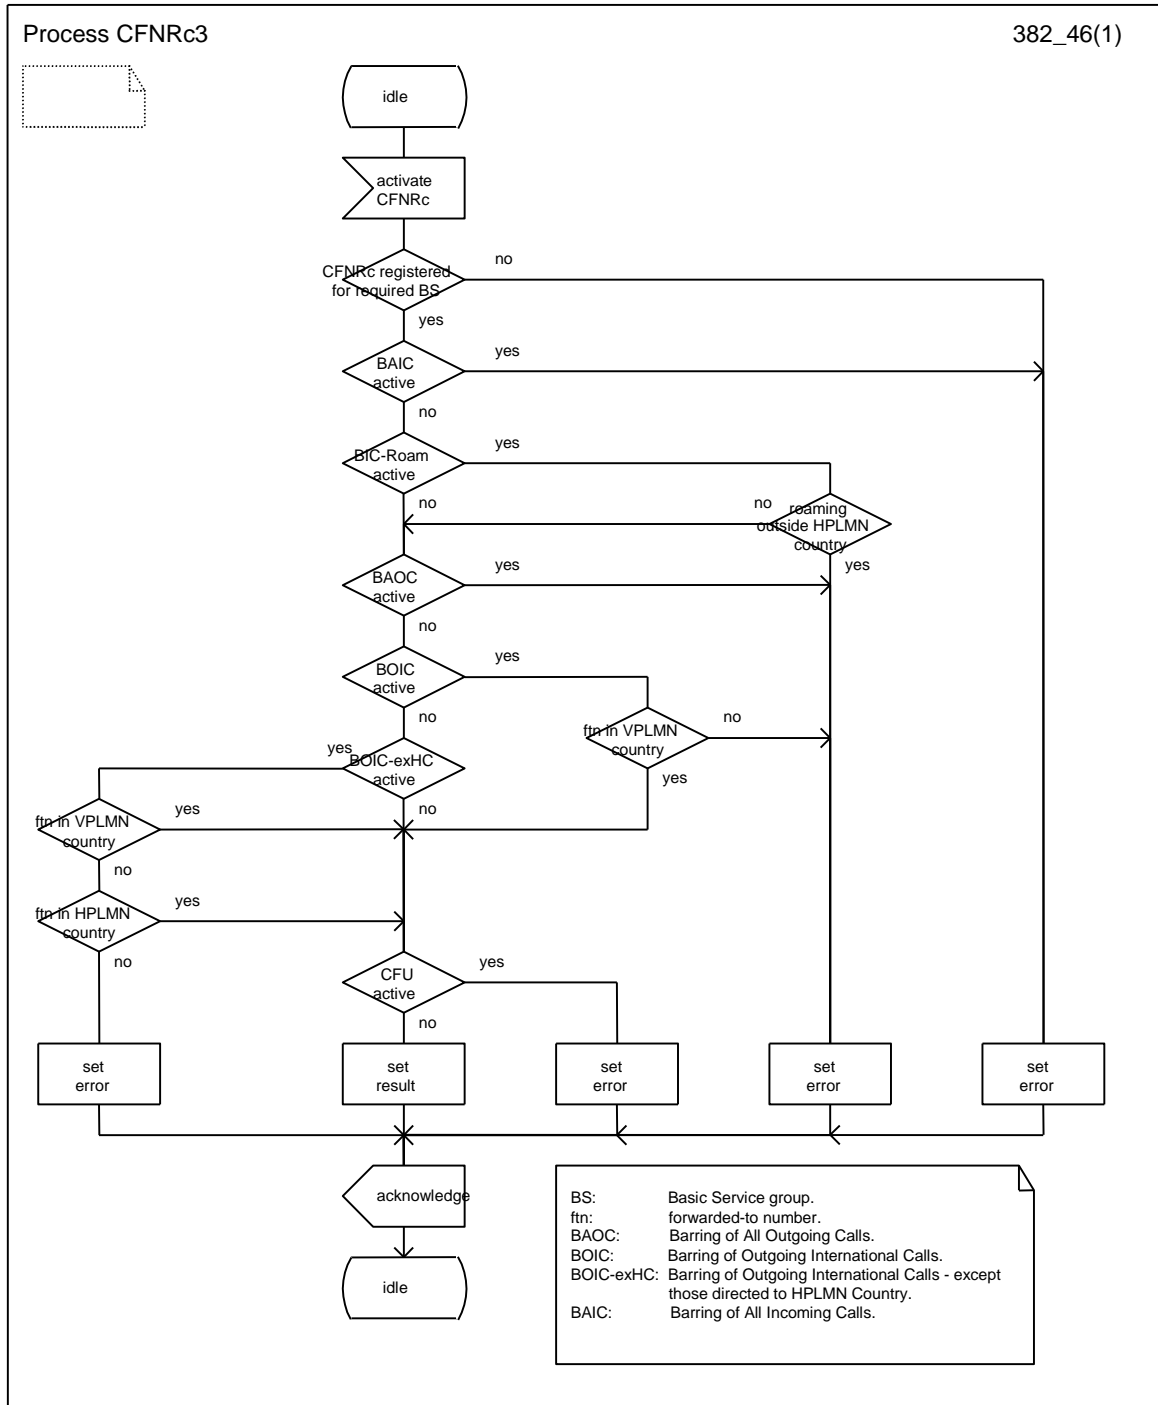 Process CFNRc3
382_46(1)
idle
activate
CFNRc
CFNRc registered
for required BS
no
yes
BAIC
active
yes
no
BIC-Roam
active
yes
no
no
roaming
outside HPLMN
country
yes
BAOC
active
yes
no
BOIC
active
yes
no
ftn in VPLMN
country
no
yes
yes
BOIC-exHC
active
no
ftn in VPLMN
country
yes
no
ftn in HPLMN
country
yes
no
CFU
active
yes
no
set
error
set
result
set
error
set
error
set
error
acknowledge
idle
BS: Basic Service group.
ftn: forwarded-to number.
BAOC: Barring of All Outgoing Calls.
BOIC: Barring of Outgoing International Calls.
BOIC-exHC: Barring of Outgoing International Calls - except
those directed to HPLMN Country.
BAIC: Barring of All Incoming Calls.